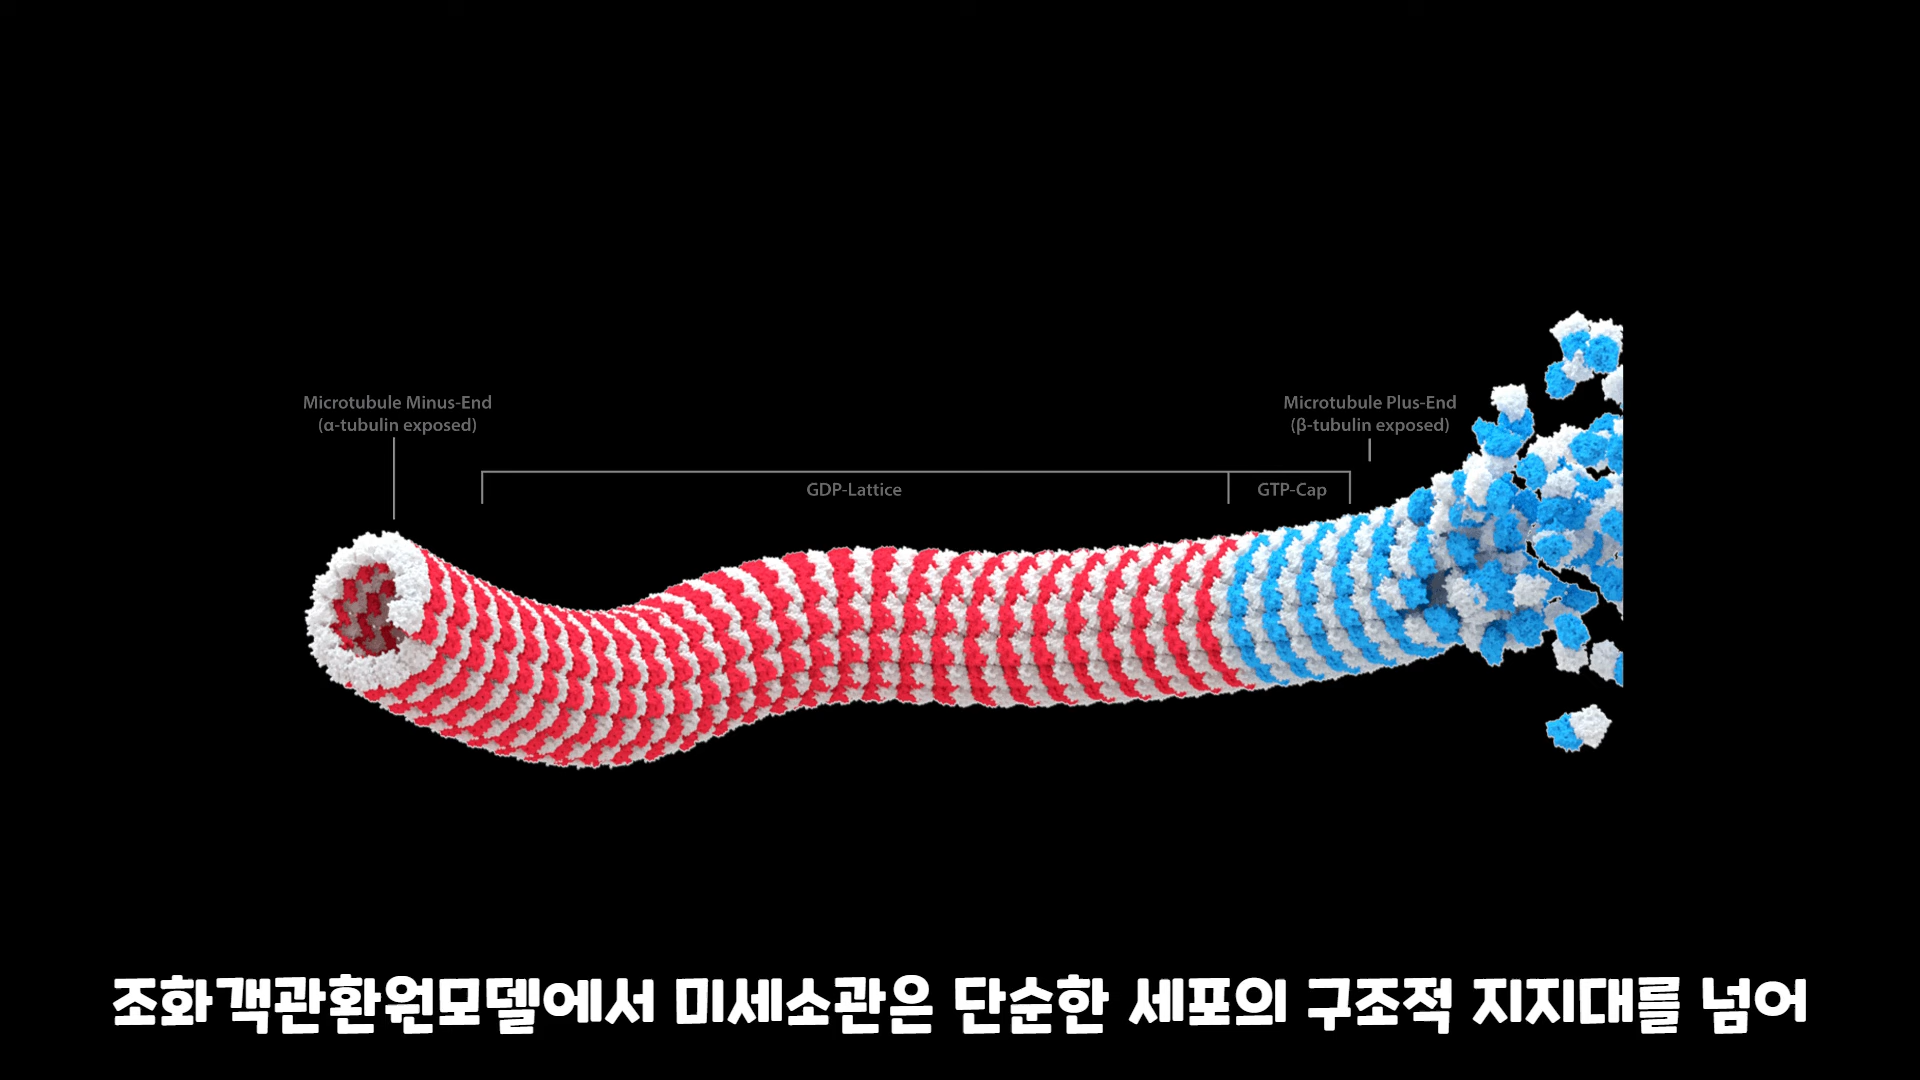 Microtubule Minus-End
(α-tubulin exposed)
Microtubule Plus-End
(β-tubulin exposed)
GDP-Lattice
GTP-Cap
조화객관환원모델에서 미세소관은 단순한 세포의 구조적 지지대를 넘어